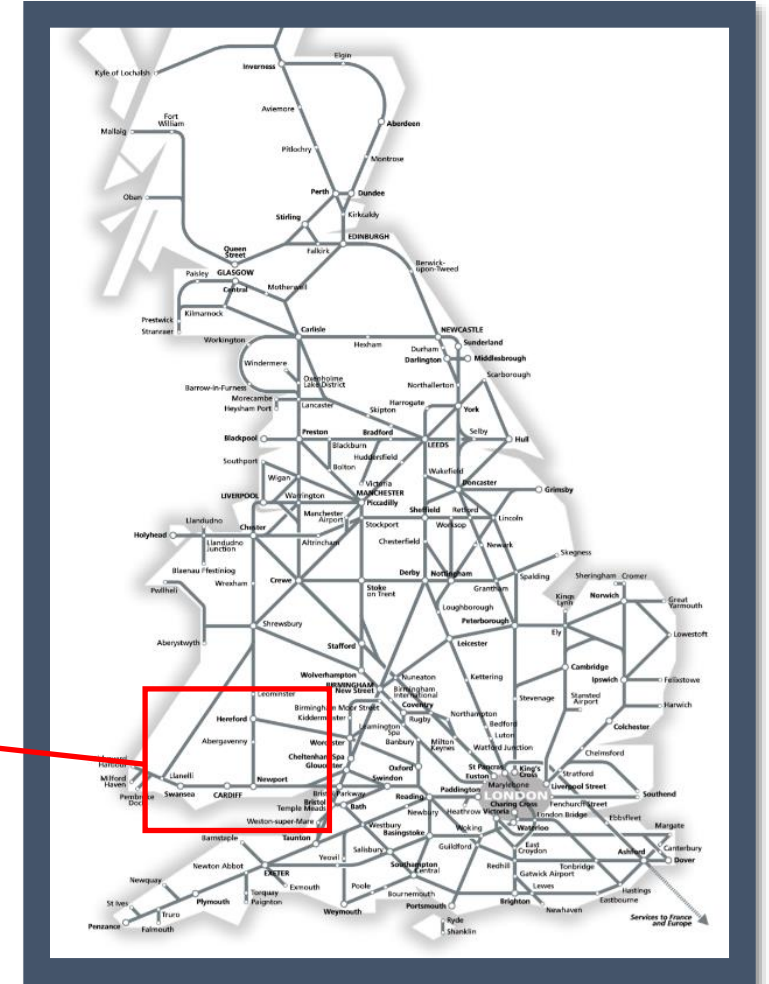 Elgin
Inverness
Kyle of Lochalsh
Aviemore
Fort
William
Aberdeen
Mallaig
Pitlochry
Montrose
Perth
Dundee
Oban
Kirkcaldy
Stirling
EDINBURGH
Queen
Street
Falkirk
Berwick-
upon-Tweed
Paisley
GLASGOW
Central
Motherwell
Kilmarnock
Prestwick
Stranraer
Carlisle
NEWCASTLE
Workington
Hexham
Sunderland
Durham
Darlington
Middlesbrough
Windermere
Scarborough
Oxenholme
Lake District
Northallerton
Barrow-in-Furness
Morecambe
Heysham Port
Lancaster
Skipton
Harrogate
York
Blackpool
Preston
Bradford
Selby
Hull
Blackburn
LEEDS
Huddersfield
Southport
Bolton
Wakefield
Wigan
Victoria
Doncaster
LIVERPOOL
Warrington
MANCHESTER
Piccadilly
Grimsby
Manchester
Airport
Sheffield
Retford
Llandudno
Stockport
Worksop
Lincoln
Holyhead
Chester
Llandudno
Junction
Altrincham
Chesterfield
Newark
Skegness
Blaenau Ffestiniog
Wrexham
Crewe
Stoke
on Trent
Derby
Nottingham
Grantham
Spalding
Sheringham
Cromer
Pwllheli
Kings
Lynn
Norwich
Great
Yarmouth
Loughborough
Shrewsbury
Peterborough
Ely
Lowestoft
Aberystwyth
Stafford
Leicester
Wolverhampton
Cambridge
BIRMINGHAM
New Street
Nuneaton
Kettering
Ipswich
Felixstowe
Leominster
Birmingham
International
Stevenage
Stansted
Airport
Harwich
Birmingham Moor Street
Coventry
Hereford
Kidderminster
Rugby
Northampton
Colchester
Leamington
Spa
Bedford
Abergavenny
Worcester
Banbury
Milton
Keynes
Luton
Chelmsford
Cheltenham Spa
Watford Junction
Gloucester
Oxford
St Pancras
King's
Cross
Stratford
Milford
Haven
Llanelli
Swindon
Euston
Marylebone
Liverpool Street
Pembroke
Dock
Swansea
CARDIFF
Newport
Bristol Parkway
Reading
Paddington
LONDON
Southend
Bristol
Temple Meads
Bath
Newbury
Heathrow
Victoria
Charing Cross
Fenchurch Street
London Bridge
Ebbsfleet
Weston-super-Mare
Westbury
Basingstoke
Woking
Waterloo
Margate
Barnstaple
Taunton
Salisbury
Guildford
East
Croydon
Canterbury
Yeovil
Ashford
Dover
Newton Abbot
Southampton
Central
Redhill
Tonbridge
Gatwick Airport
EXETER
Newquay
Exmouth
Poole
Lewes
Hastings
Torquay
Paignton
Bournemouth
Eastbourne
St Ives
Plymouth
Weymouth
Portsmouth
Brighton
Newhaven
Truro
Ryde
Services to France
and Europe
Penzance
Falmouth
Shanklin